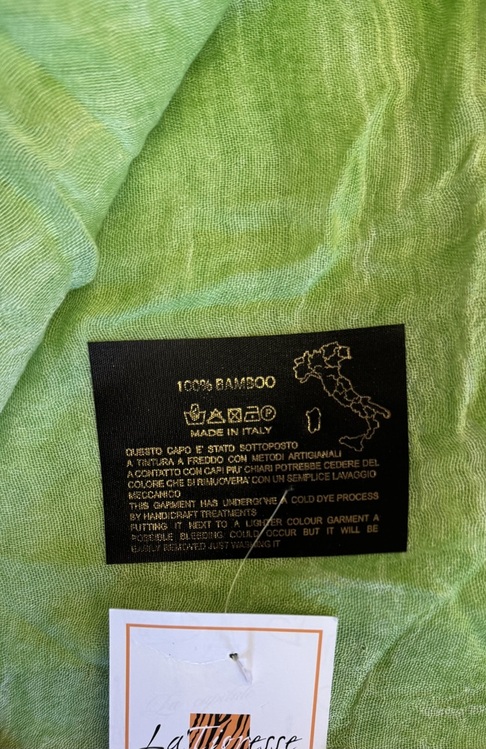 100% BAMBOO
MADE IN ITALY
QUESTO CAPO E' STATO SOTTOPOSTO
A TINTURA A FREDDO CON METODI ARTIGIANALI
A CONTATTO CON CAPI PIU' CHIARI POTREBBE CEDERE DEL
COLORE CHE SI RIMUOVERA' CON UN SEMPLICE LAVAGGIO
MECCANICO
THIS GARMENT HAS UNDERGONE A COLD DYE PROCESS
BY HANDICRAFT TREATMENTS
PUTTING IT NEXT TO A LIGHTER COLOUR GARMENT A
POSSIBLE BLEEDING COULD OCCUR BUT IT WILL BE
EASILY REMOVED JUST WASHING IT
La Tigresse